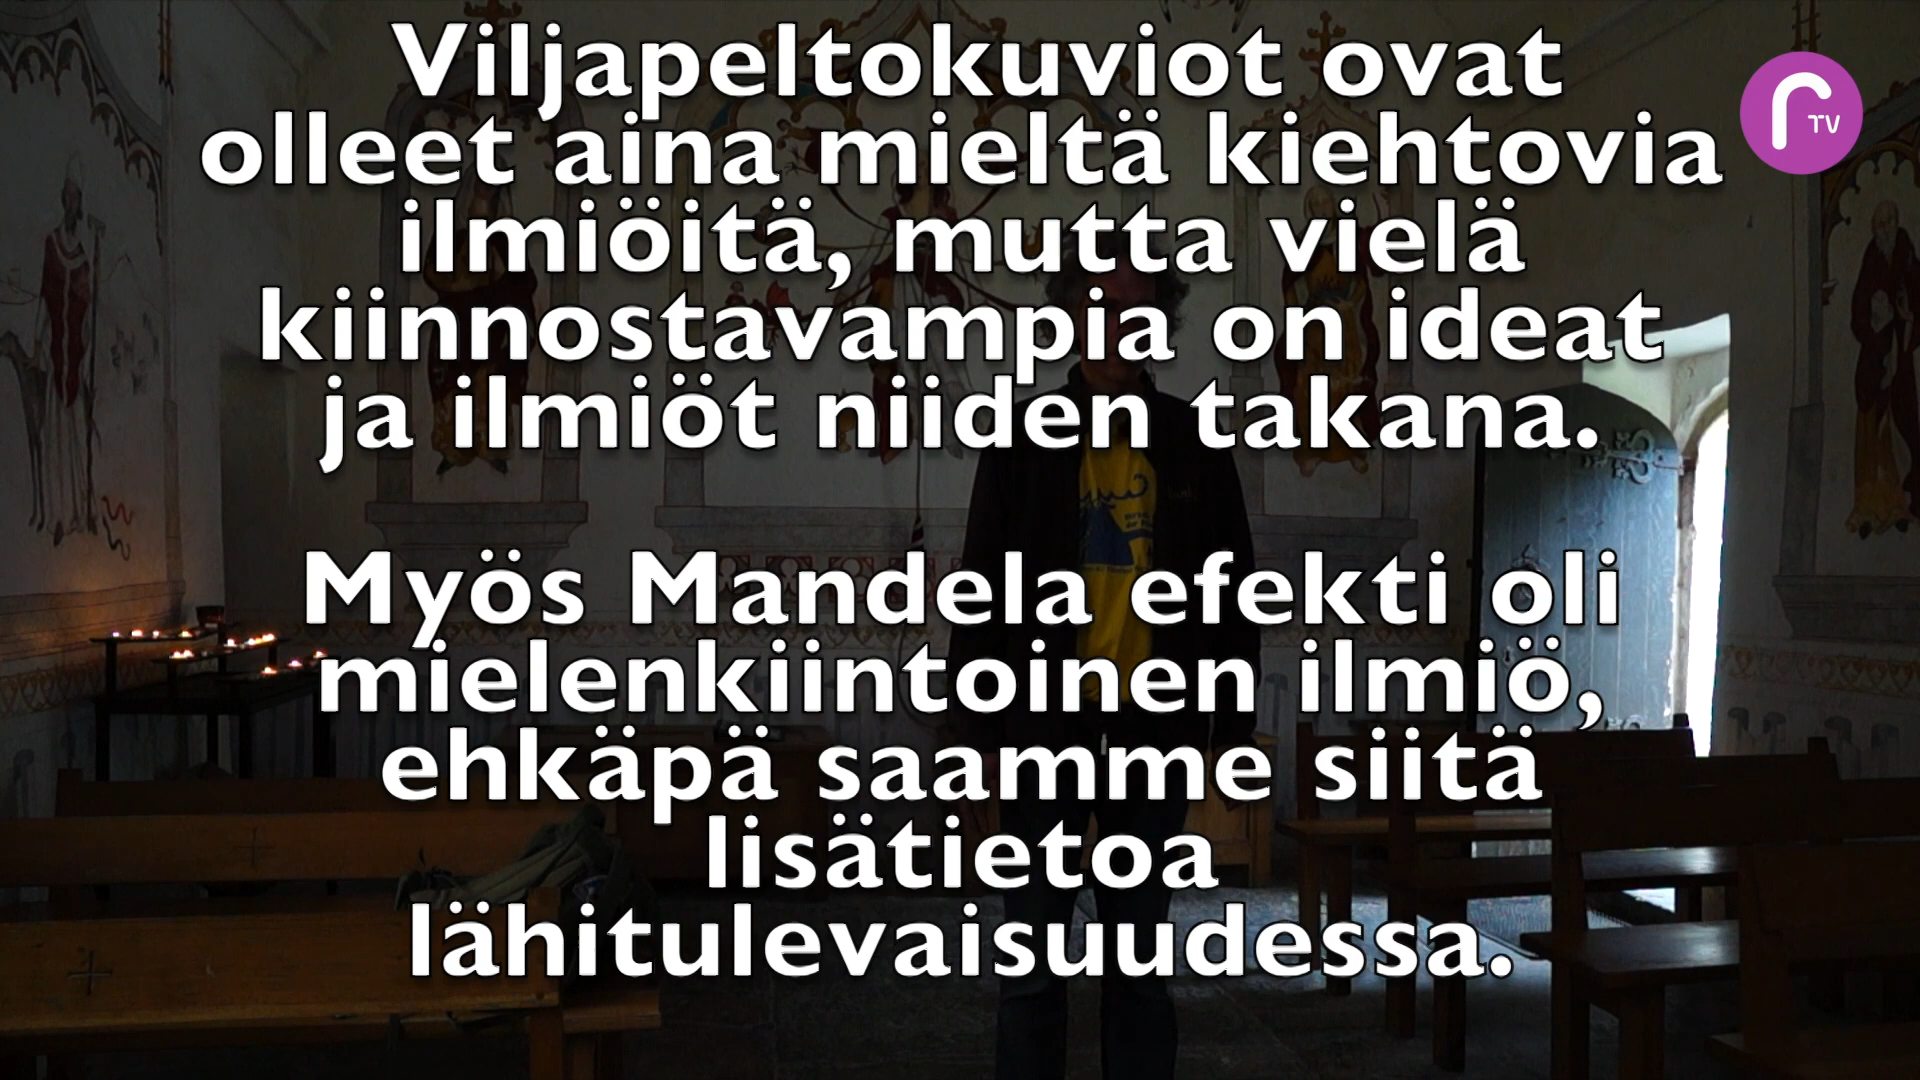 Viljapeltokuviot ovat
olleet aina mieltä kiehtovia
ilmiöitä, mutta vielä
kiinnostavampia on ideat
ja ilmiöt niiden takana.
Myös Mandela efekti oli
mielenkiintoinen ilmiö,
ehkäpä saamme siitä
lisätietoa
lähitulevaisuudessa.
r TV